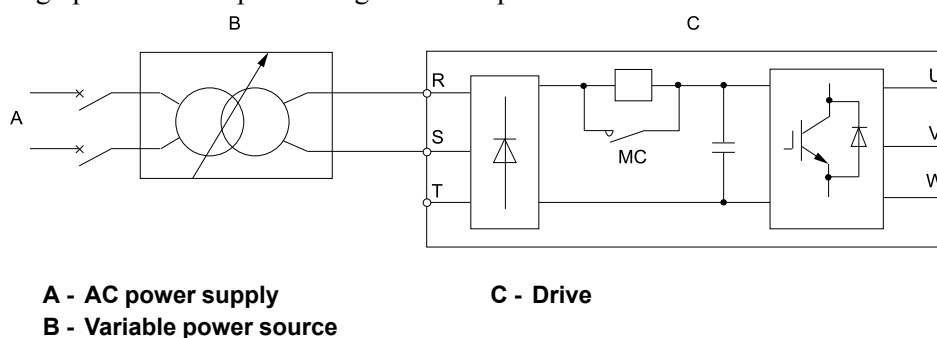 B
C
A
R
S
T
MC
U
V
W
A - AC power supply
B - Variable power source
C - Drive